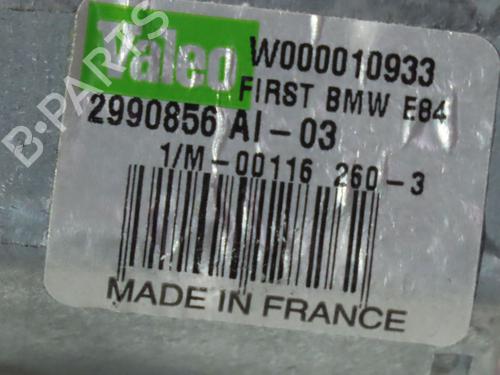 Valeo W000010933
FIRST BMW E84
2990856 AI-03
1/M-00116 260-3
MADE IN FRANCE
B-PARTS